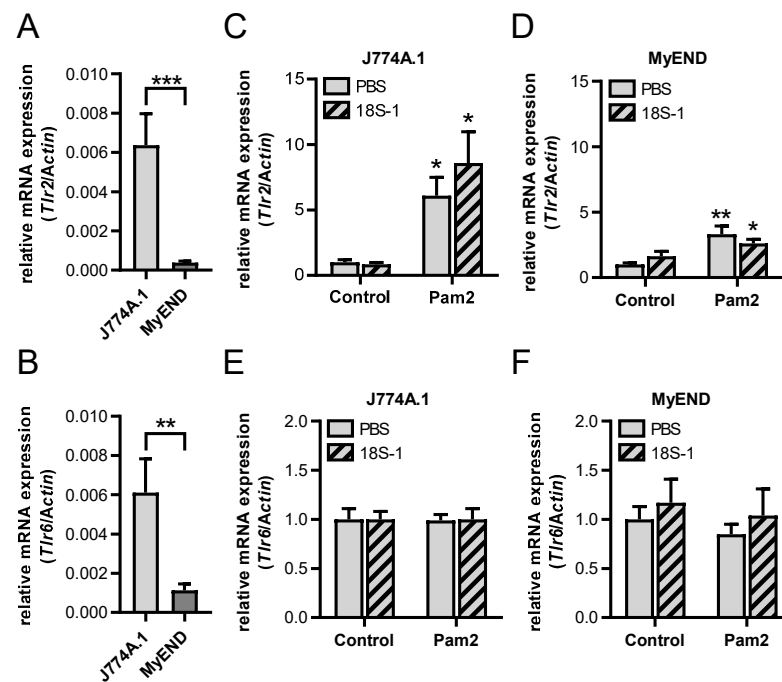 A
relative mRNA expression
(Tlr2/Actin)
0.010
0.008
0.006
0.004
0.002
0.000
***
J774A.1
MyEND
C
J774A.1
relative mRNA expression
(Tlr2/Actin)
15
10
5
0
PBS
18S-1
*
*
Control
Pam2
D
MyEND
relative mRNA expression
(Tlr2/Actin)
15
10
5
0
PBS
18S-1
**
*
Control
Pam2
B
relative mRNA expression
(Tlr6/Actin)
0.010
0.008
0.006
0.004
0.002
0.000
**
J774A.1
MyEND
E
J774A.1
relative mRNA expression
(Tlr6/Actin)
2.0
1.5
1.0
0.5
0.0
PBS
18S-1
Control
Pam2
F
MyEND
relative mRNA expression
(Tlr6/Actin)
2.0
1.5
1.0
0.5
0.0
PBS
18S-1
Control
Pam2